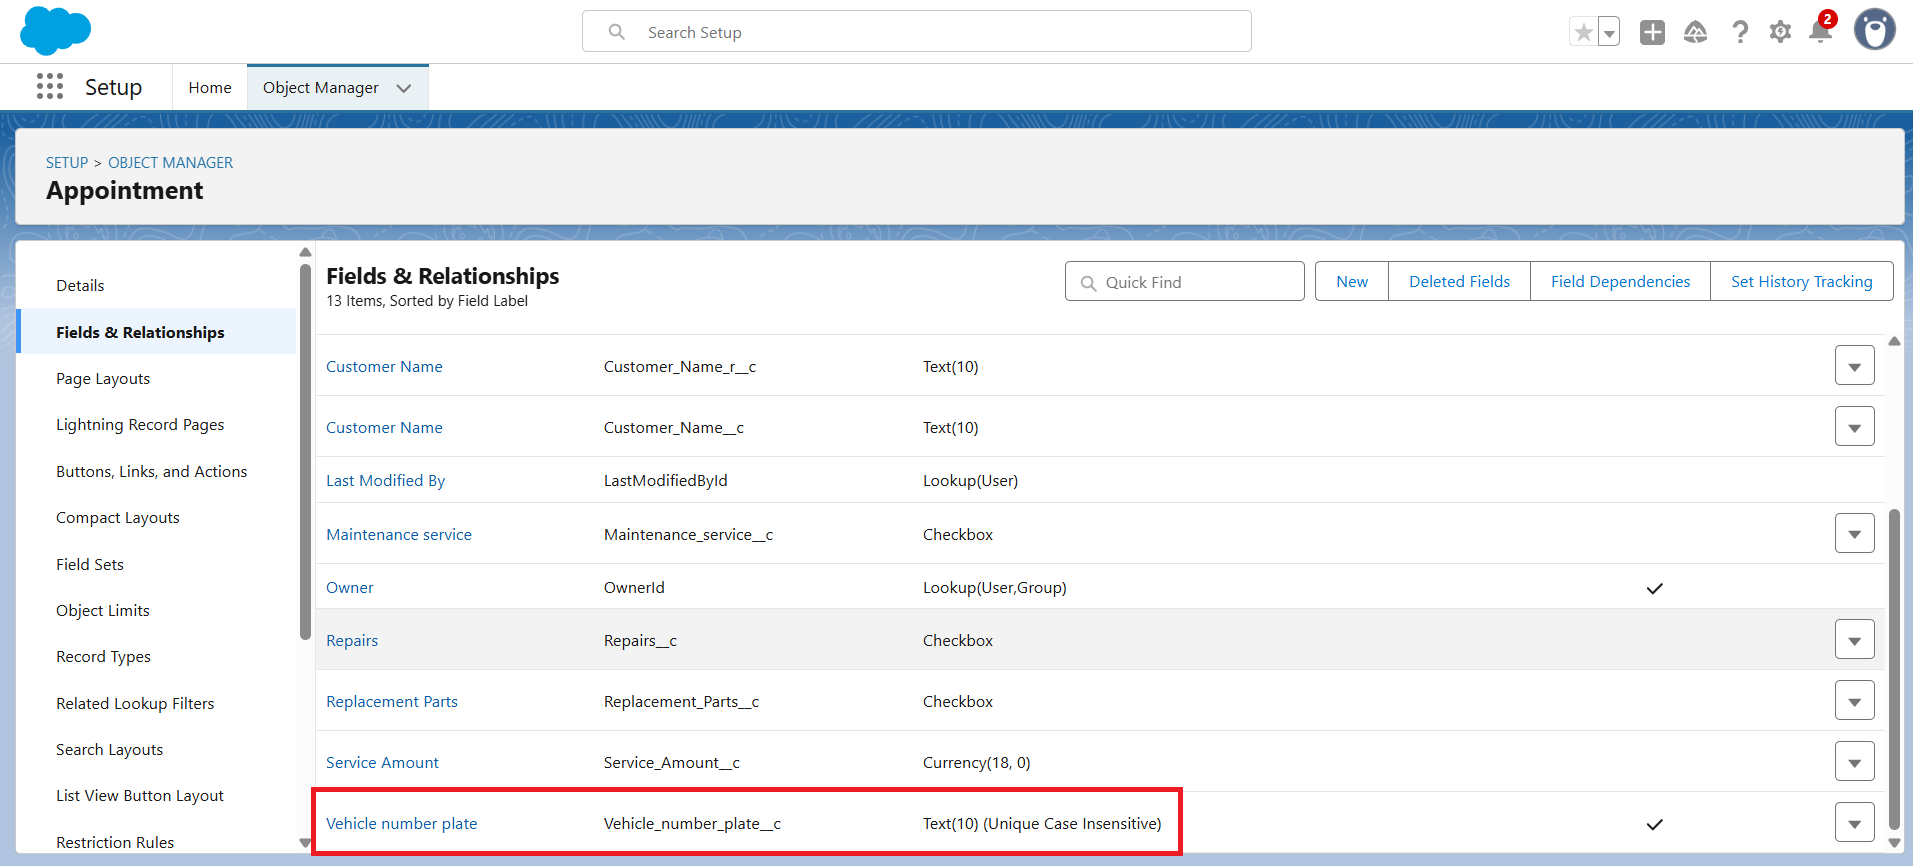 Search Setup
2
Setup
Home
Object Manager
SETUP > OBJECT MANAGER
Appointment
Details
Fields & Relationships
Page Layouts
Lightning Record Pages
Buttons, Links, and Actions
Compact Layouts
Field Sets
Object Limits
Record Types
Related Lookup Filters
Search Layouts
List View Button Layout
Restriction Rules
Fields & Relationships
13 Items, Sorted by Field Label
Quick Find
New
Deleted Fields
Field Dependencies
Set History Tracking
Customer Name Customer_Name_r__c Text(10)
Customer Name Customer_Name__c Text(10)
Last Modified By LastModifiedById Lookup(User)
Maintenance service Maintenance_service__c Checkbox
Owner OwnerId Lookup(User,Group)
Repairs Repairs__c Checkbox
Replacement Parts Replacement_Parts__c Checkbox
Service Amount Service_Amount__c Currency(18, 0)
Vehicle number plate Vehicle_number_plate__c Text(10) (Unique Case Insensitive)